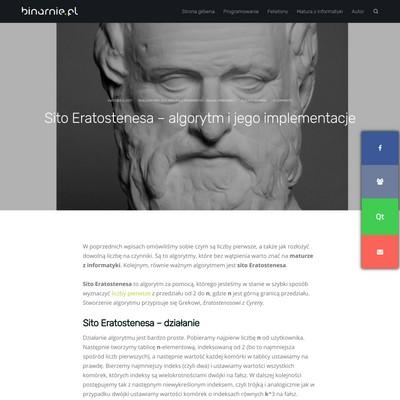 binarnie.pl
Strona główna Programowanie Felietony Matura z informatyki Autor
Sito Eratostenesa – algorytm i jego implementacje
W poprzednich wpisach omówiliśmy sobie czym są liczby pierwsze, a także jak rozłożyć
dowolną liczbę na czynniki. Są to algorytmy, które bez wątpienia warto znać na maturze
z informatyki. Kolejnym, równie ważnym algorytmem jest sito Eratostenesa.
Sito Eratostenesa to algorytm za pomocą, którego jesteśmy w stanie w szybki sposób
wyznaczyć liczby pierwsze z przedziału od 2 do n, gdzie n jest górną granicą przedziału.
Stworzenie algorytmu przypisuje się Grekowi, Eratostenesowi z Cyreny.
Sito Eratostenesa – działanie
Działanie algorytmu jest bardzo proste. Pobieramy najpierw liczbę n od użytkownika.
Następnie tworzymy tablicę n-elementową, indeksowaną od 2 (bo to najmniejsza
spośród liczb pierwszych), a następnie wartość każdej komórki w tablicy ustawiamy na
prawdę. Bierzemy najmniejszy indeks (czyli dwa) i ustawiamy wartości wszystkich
komórek, których indeksy są wielokrotnościami dwójki na fałsz. W dalszej kolejności
postępujemy tak z następnym niewykreślonym indeksem, czyli trójką i analogicznie jak w
przypadku dwójki ustawiamy wartości komórek o indeksach równych k*3 na fałsz.